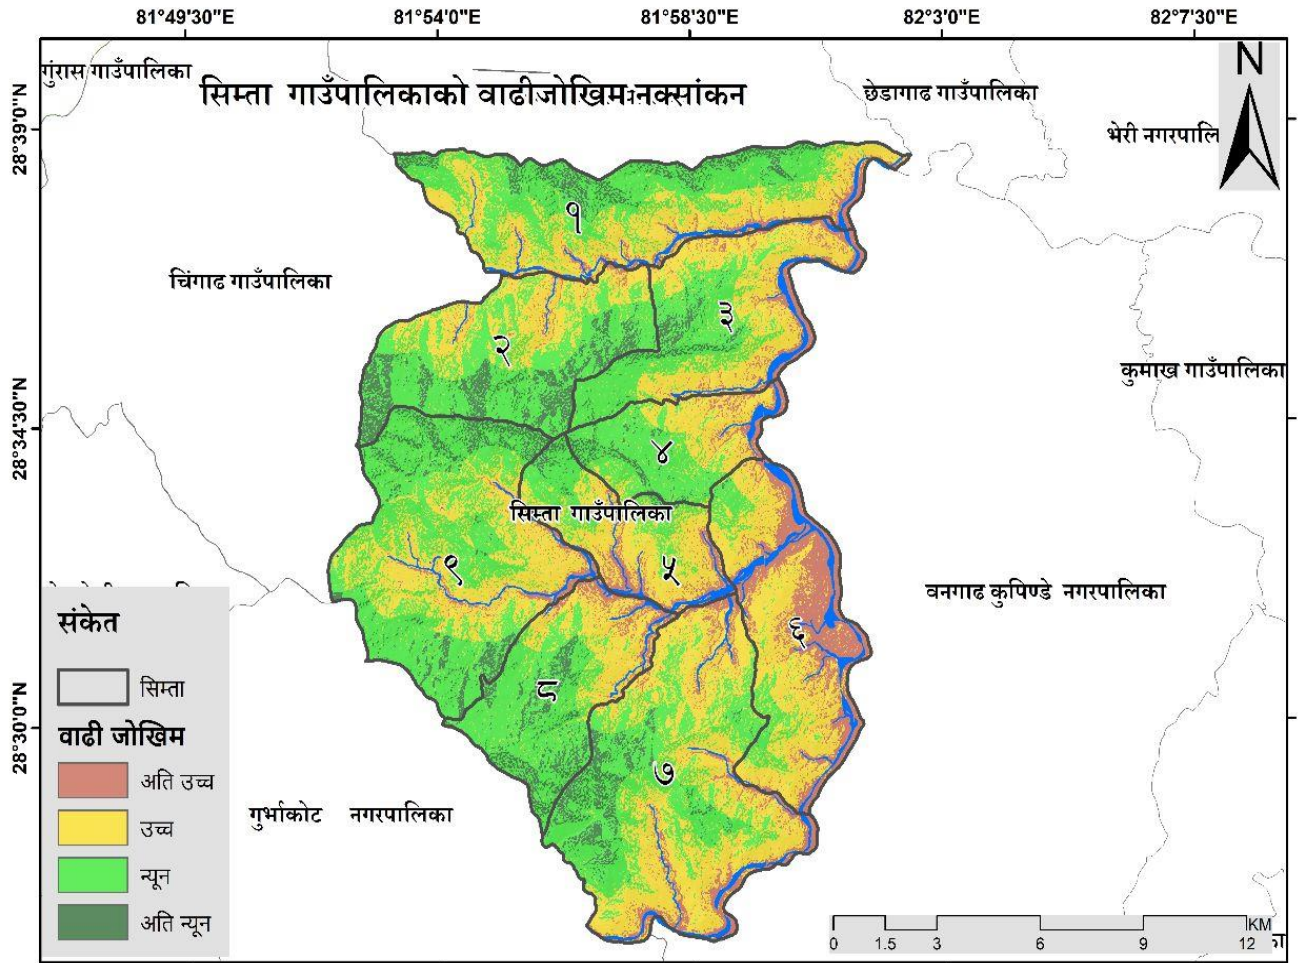 81°49'30"E 81°54'0"E 81°58'30"E 82°3'30"N 82°7'30"E
गुंरास गाउँपालिका
सिम्ता गाउँपालिकाको वाढीजोखिम नक्सांकन
छेडागाढ गाउँपालिका
N
28°39'0"N
भेरी नगरपालि
चिंगाढ गाउँपालिका
१
२
३
कुमाख गाउँपालिका
28°34'30"N
४
सिम्ता गाउँपालिका
५
९
वनगाढ कुपिण्डे नगरपालिका
६
८
28°30'0"N
७
गुर्भाकोट नगरपालिका
संकेत
सिम्ता
वाढी जोखिम
अति उच्च
उच्च
न्यून
अति न्यून
KM
0 1.5 3 6 9 12